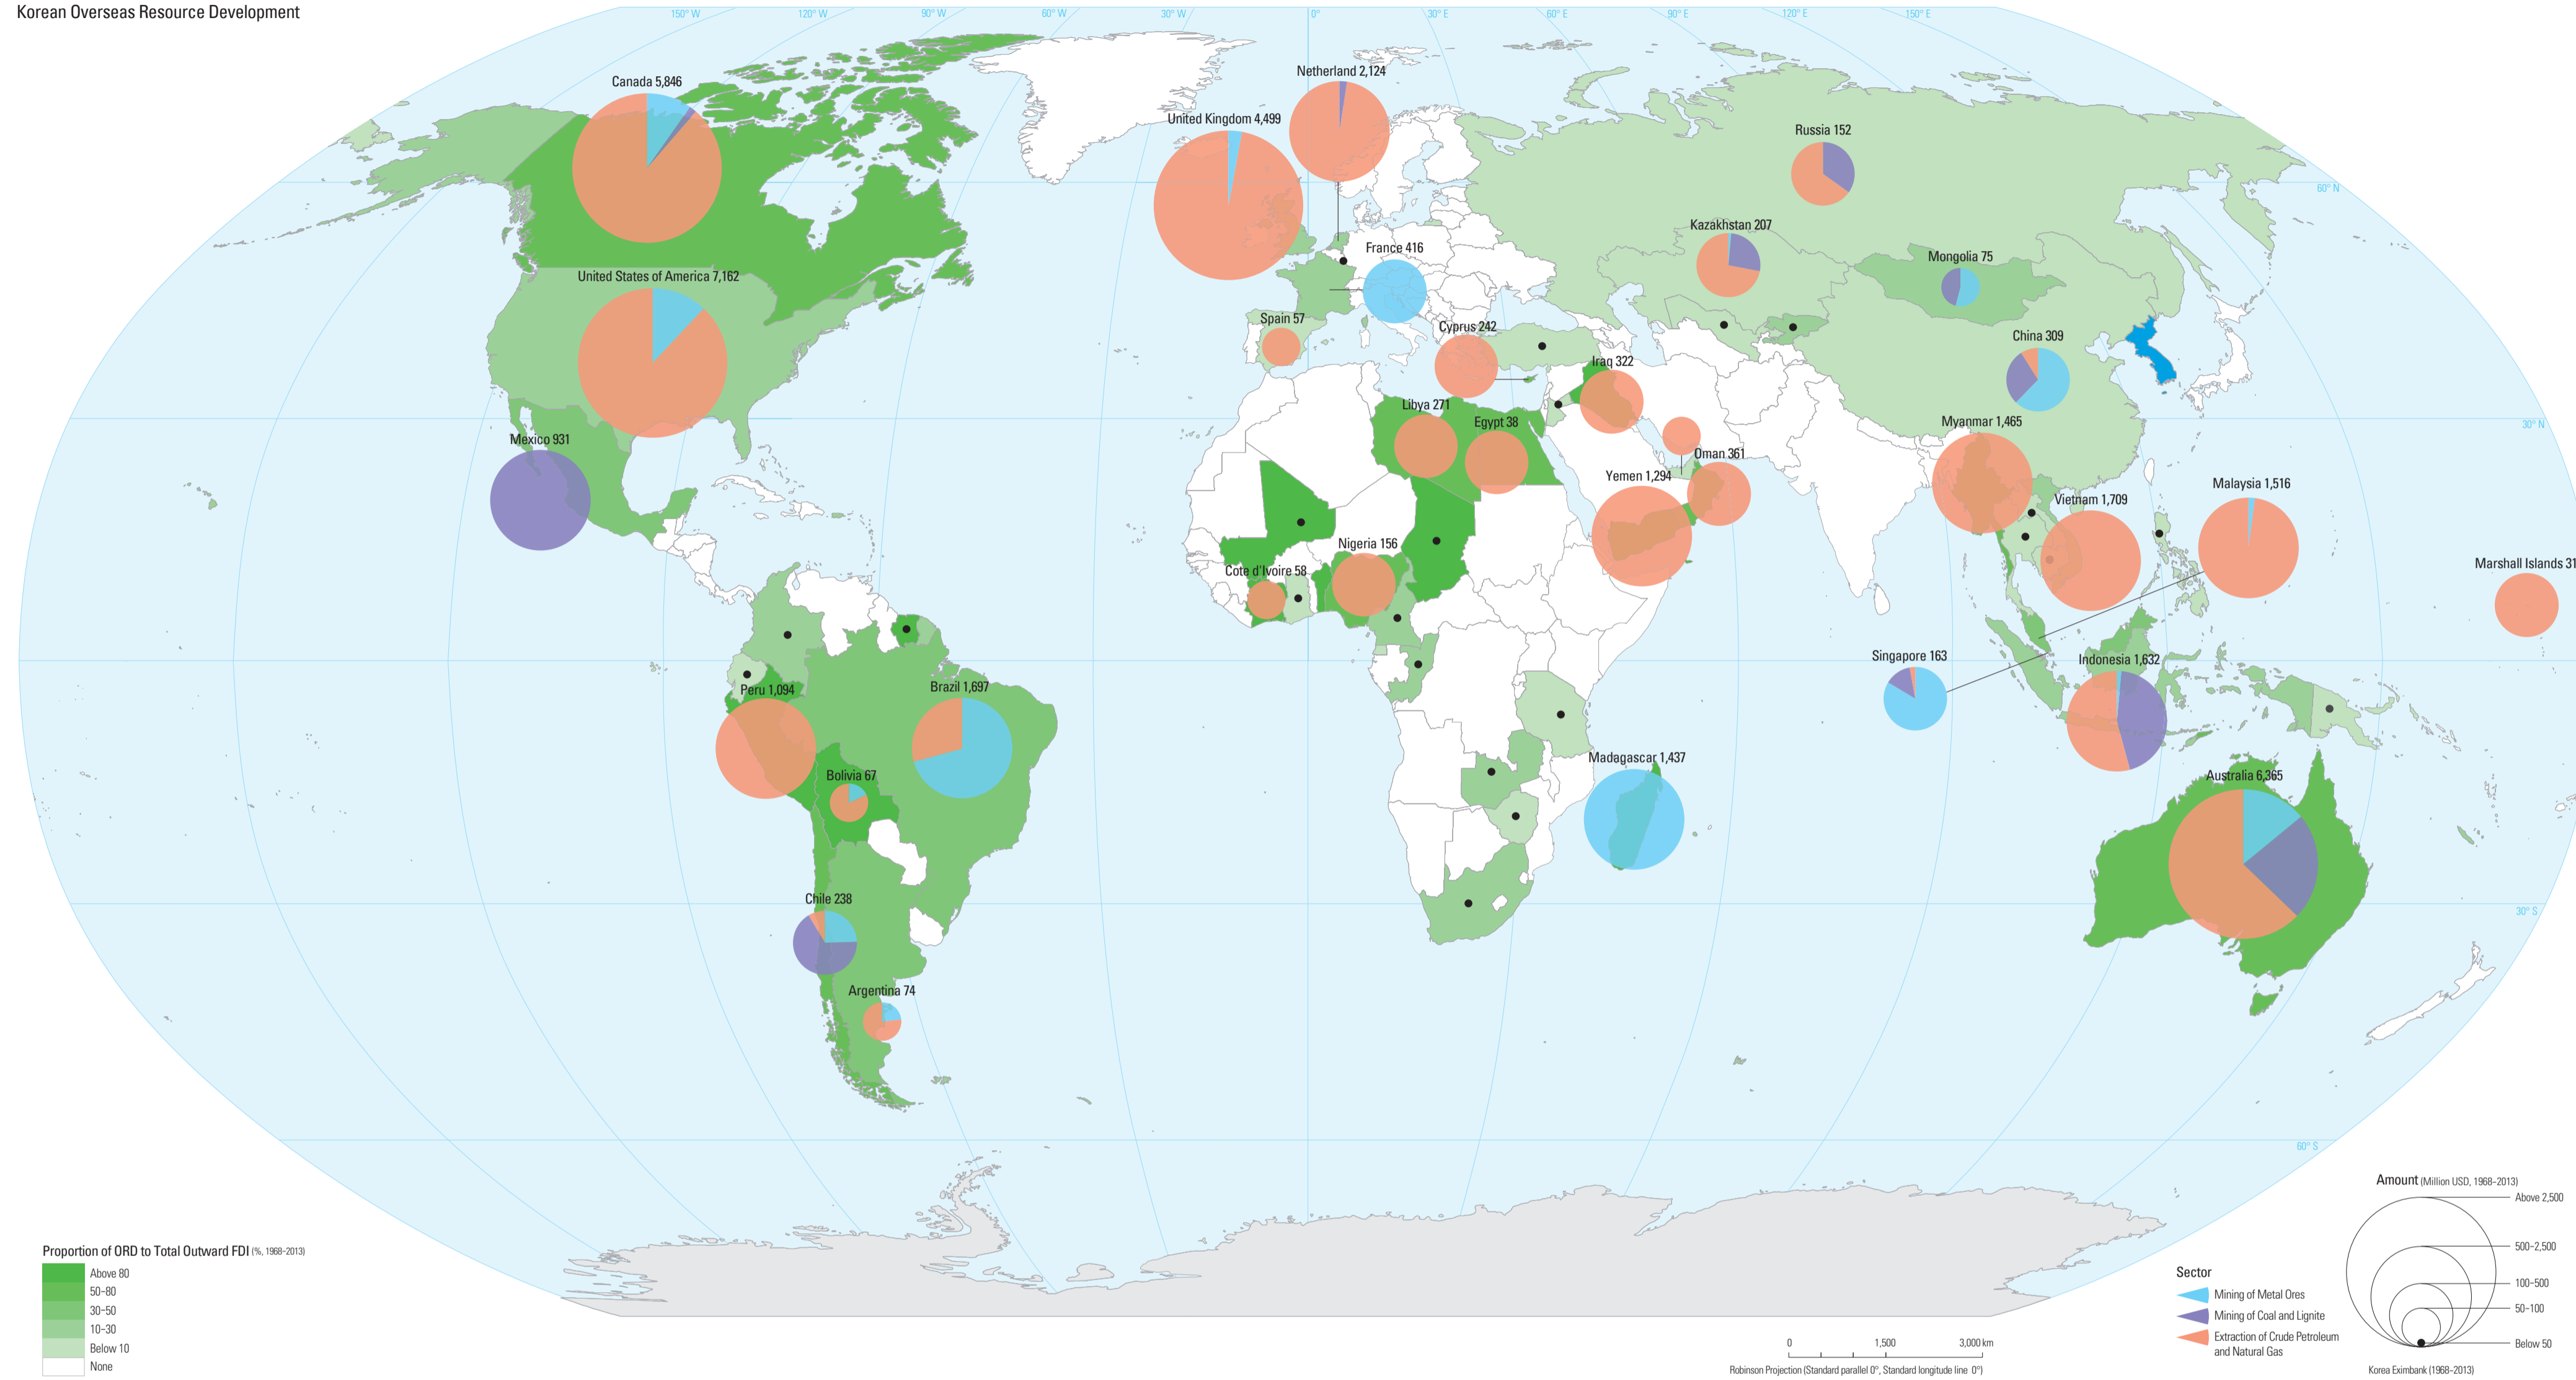 Korean Overseas Resource Development
150° W
120° W
90° W
60° W
30° W
0°
30° E
60° E
90° E
120° E
150° E
60° N
30° N
30° S
60° S
Canada 5,846
Netherland 2,124
United Kingdom 4,499
Russia 152
Kazakhstan 207
France 416
Mongolia 75
United States of America 7,162
Spain 57
Cyprus 242
China 309
Iraq 322
Libya 271
Egypt 38
Myanmar 1,465
Mexico 931
Oman 361
Yemen 1,294
Malaysia 1,516
Vietnam 1,709
Nigeria 156
Cote d'Ivoire 58
Marshall Islands 31
Singapore 163
Indonesia 1,632
Peru 1,094
Brazil 1,697
Madagascar 1,437
Bolivia 67
Australia 6,365
Chile 238
Argentina 74
Proportion of ORD to Total Outward FDI (%, 1968-2013)
Above 80
50-80
30-50
10-30
Below 10
None
0 1,500 3,000 km
Robinson Projection (Standard parallel 0°, Standard longitude line 0°)
Sector
Mining of Metal Ores
Mining of Coal and Lignite
Extraction of Crude Petroleum
and Natural Gas
Amount (Million USD, 1968-2013)
Above 2,500
500-2,500
100-500
50-100
Below 50
Korea Eximbank (1968-2013)